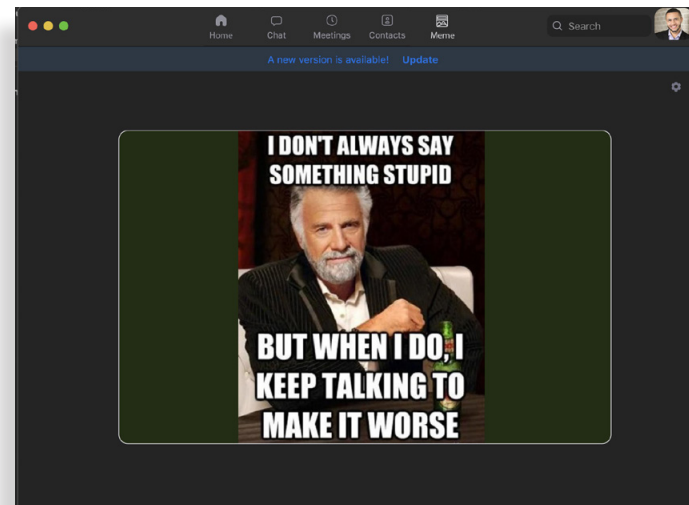 Home
Chat
Meetings
Contacts
Meme
Search
A new version is available! Update
I DON'T ALWAYS SAY
SOMETHING STUPID
BUT WHEN I DO, I
KEEP TALKING TO
MAKE IT WORSE